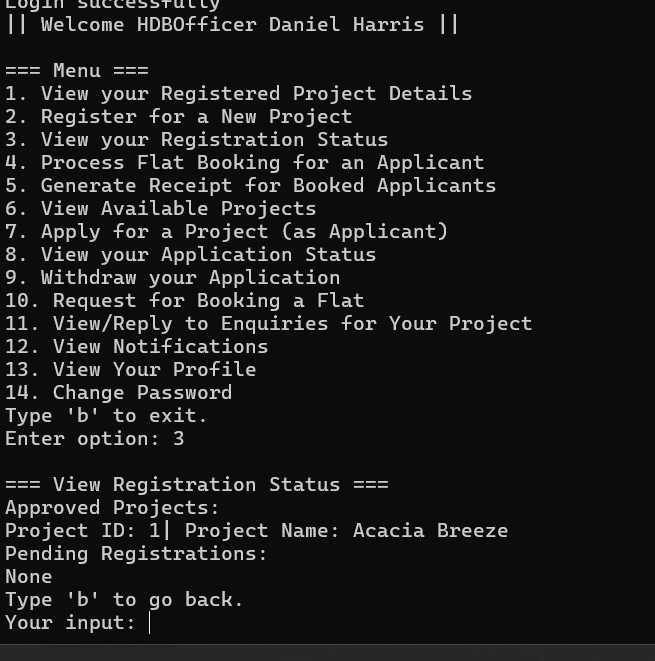 Login successfully
|| Welcome HDBOfficer Daniel Harris ||
=== Menu ===
1. View your Registered Project Details
2. Register for a New Project
3. View your Registration Status
4. Process Flat Booking for an Applicant
5. Generate Receipt for Booked Applicants
6. View Available Projects
7. Apply for a Project (as Applicant)
8. View your Application Status
9. Withdraw your Application
10. Request for Booking a Flat
11. View/Reply to Enquiries for Your Project
12. View Notifications
13. View Your Profile
14. Change Password
Type 'b' to exit.
Enter option: 3
=== View Registration Status ===
Approved Projects:
Project ID: 1| Project Name: Acacia Breeze
Pending Registrations:
None
Type 'b' to go back.
Your input: